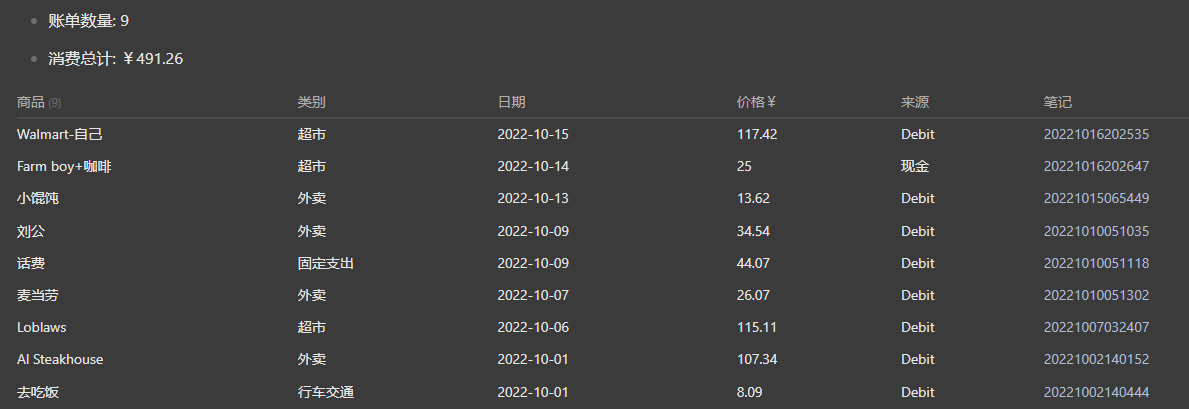 账单数量: 9
消费总计: ￥491.26
商品 (9) 类别 日期 价格￥ 来源 笔记
Walmart-自己 超市 2022-10-15 117.42 Debit 20221016202535
Farm boy+咖啡 超市 2022-10-14 25 现金 20221016202647
小馄饨 外卖 2022-10-13 13.62 Debit 20221015065449
刘公 外卖 2022-10-09 34.54 Debit 20221010051035
话费 固定支出 2022-10-09 44.07 Debit 20221010051118
麦当劳 外卖 2022-10-07 26.07 Debit 20221010051302
Loblaws 超市 2022-10-06 115.11 Debit 20221007032407
Al Steakhouse 外卖 2022-10-01 107.34 Debit 20221002140152
去吃饭 行车交通 2022-10-01 8.09 Debit 20221002140444